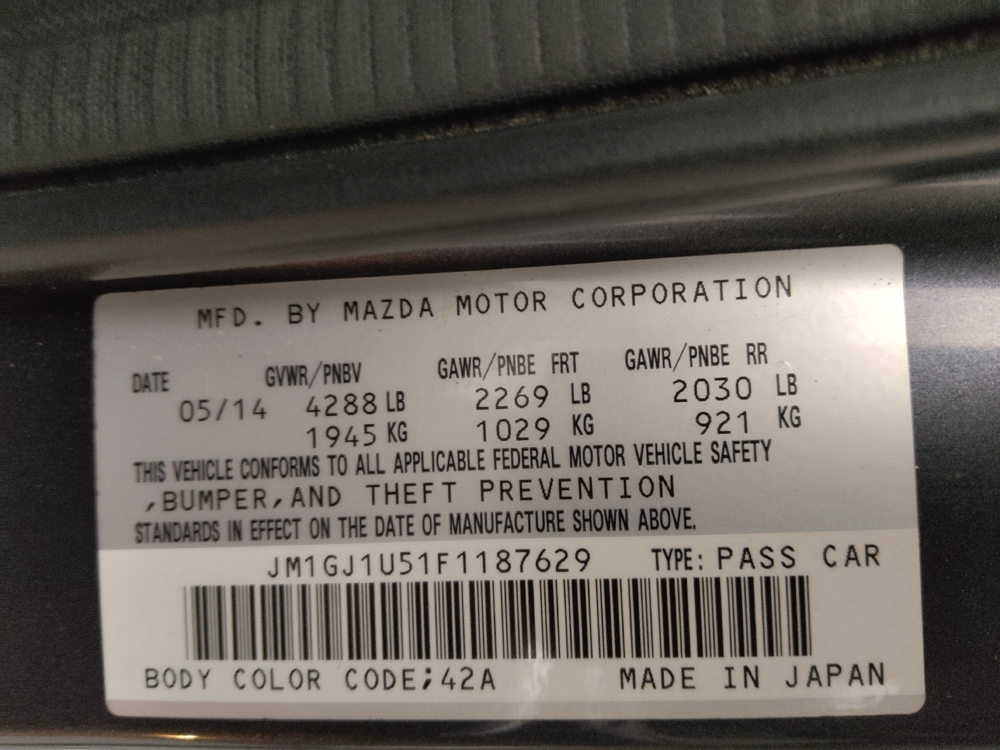 MFD. BY MAZDA MOTOR CORPORATION
DATE GVWR/PNBV GAWR/PNBE FRT GAWR/PNBE RR
05/14 4288 LB 2269 LB 2030 LB
1945 KG 1029 KG 921 KG
THIS VEHICLE CONFORMS TO ALL APPLICABLE FEDERAL MOTOR VEHICLE SAFETY
,BUMPER,AND THEFT PREVENTION
STANDARDS IN EFFECT ON THE DATE OF MANUFACTURE SHOWN ABOVE.
JM1GJ1U51F1187629 TYPE: PASS CAR
BODY COLOR CODE;42A MADE IN JAPAN